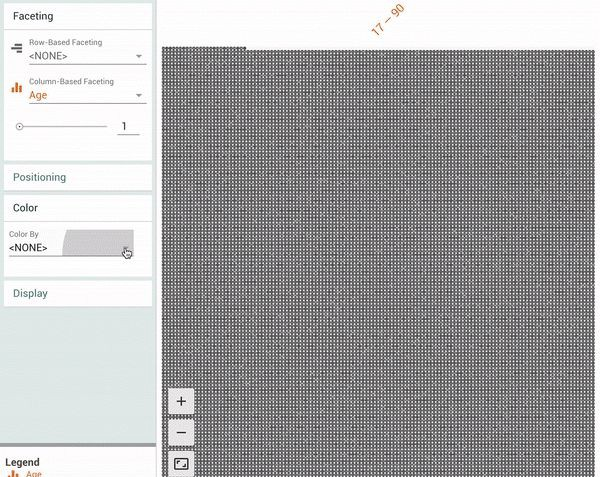 Faceting
Row-Based Faceting
<NONE>
Column-Based Faceting
Age
1
Positioning
Color
Color By
<NONE>
Display
Legend
Age
17 – 90
+
−